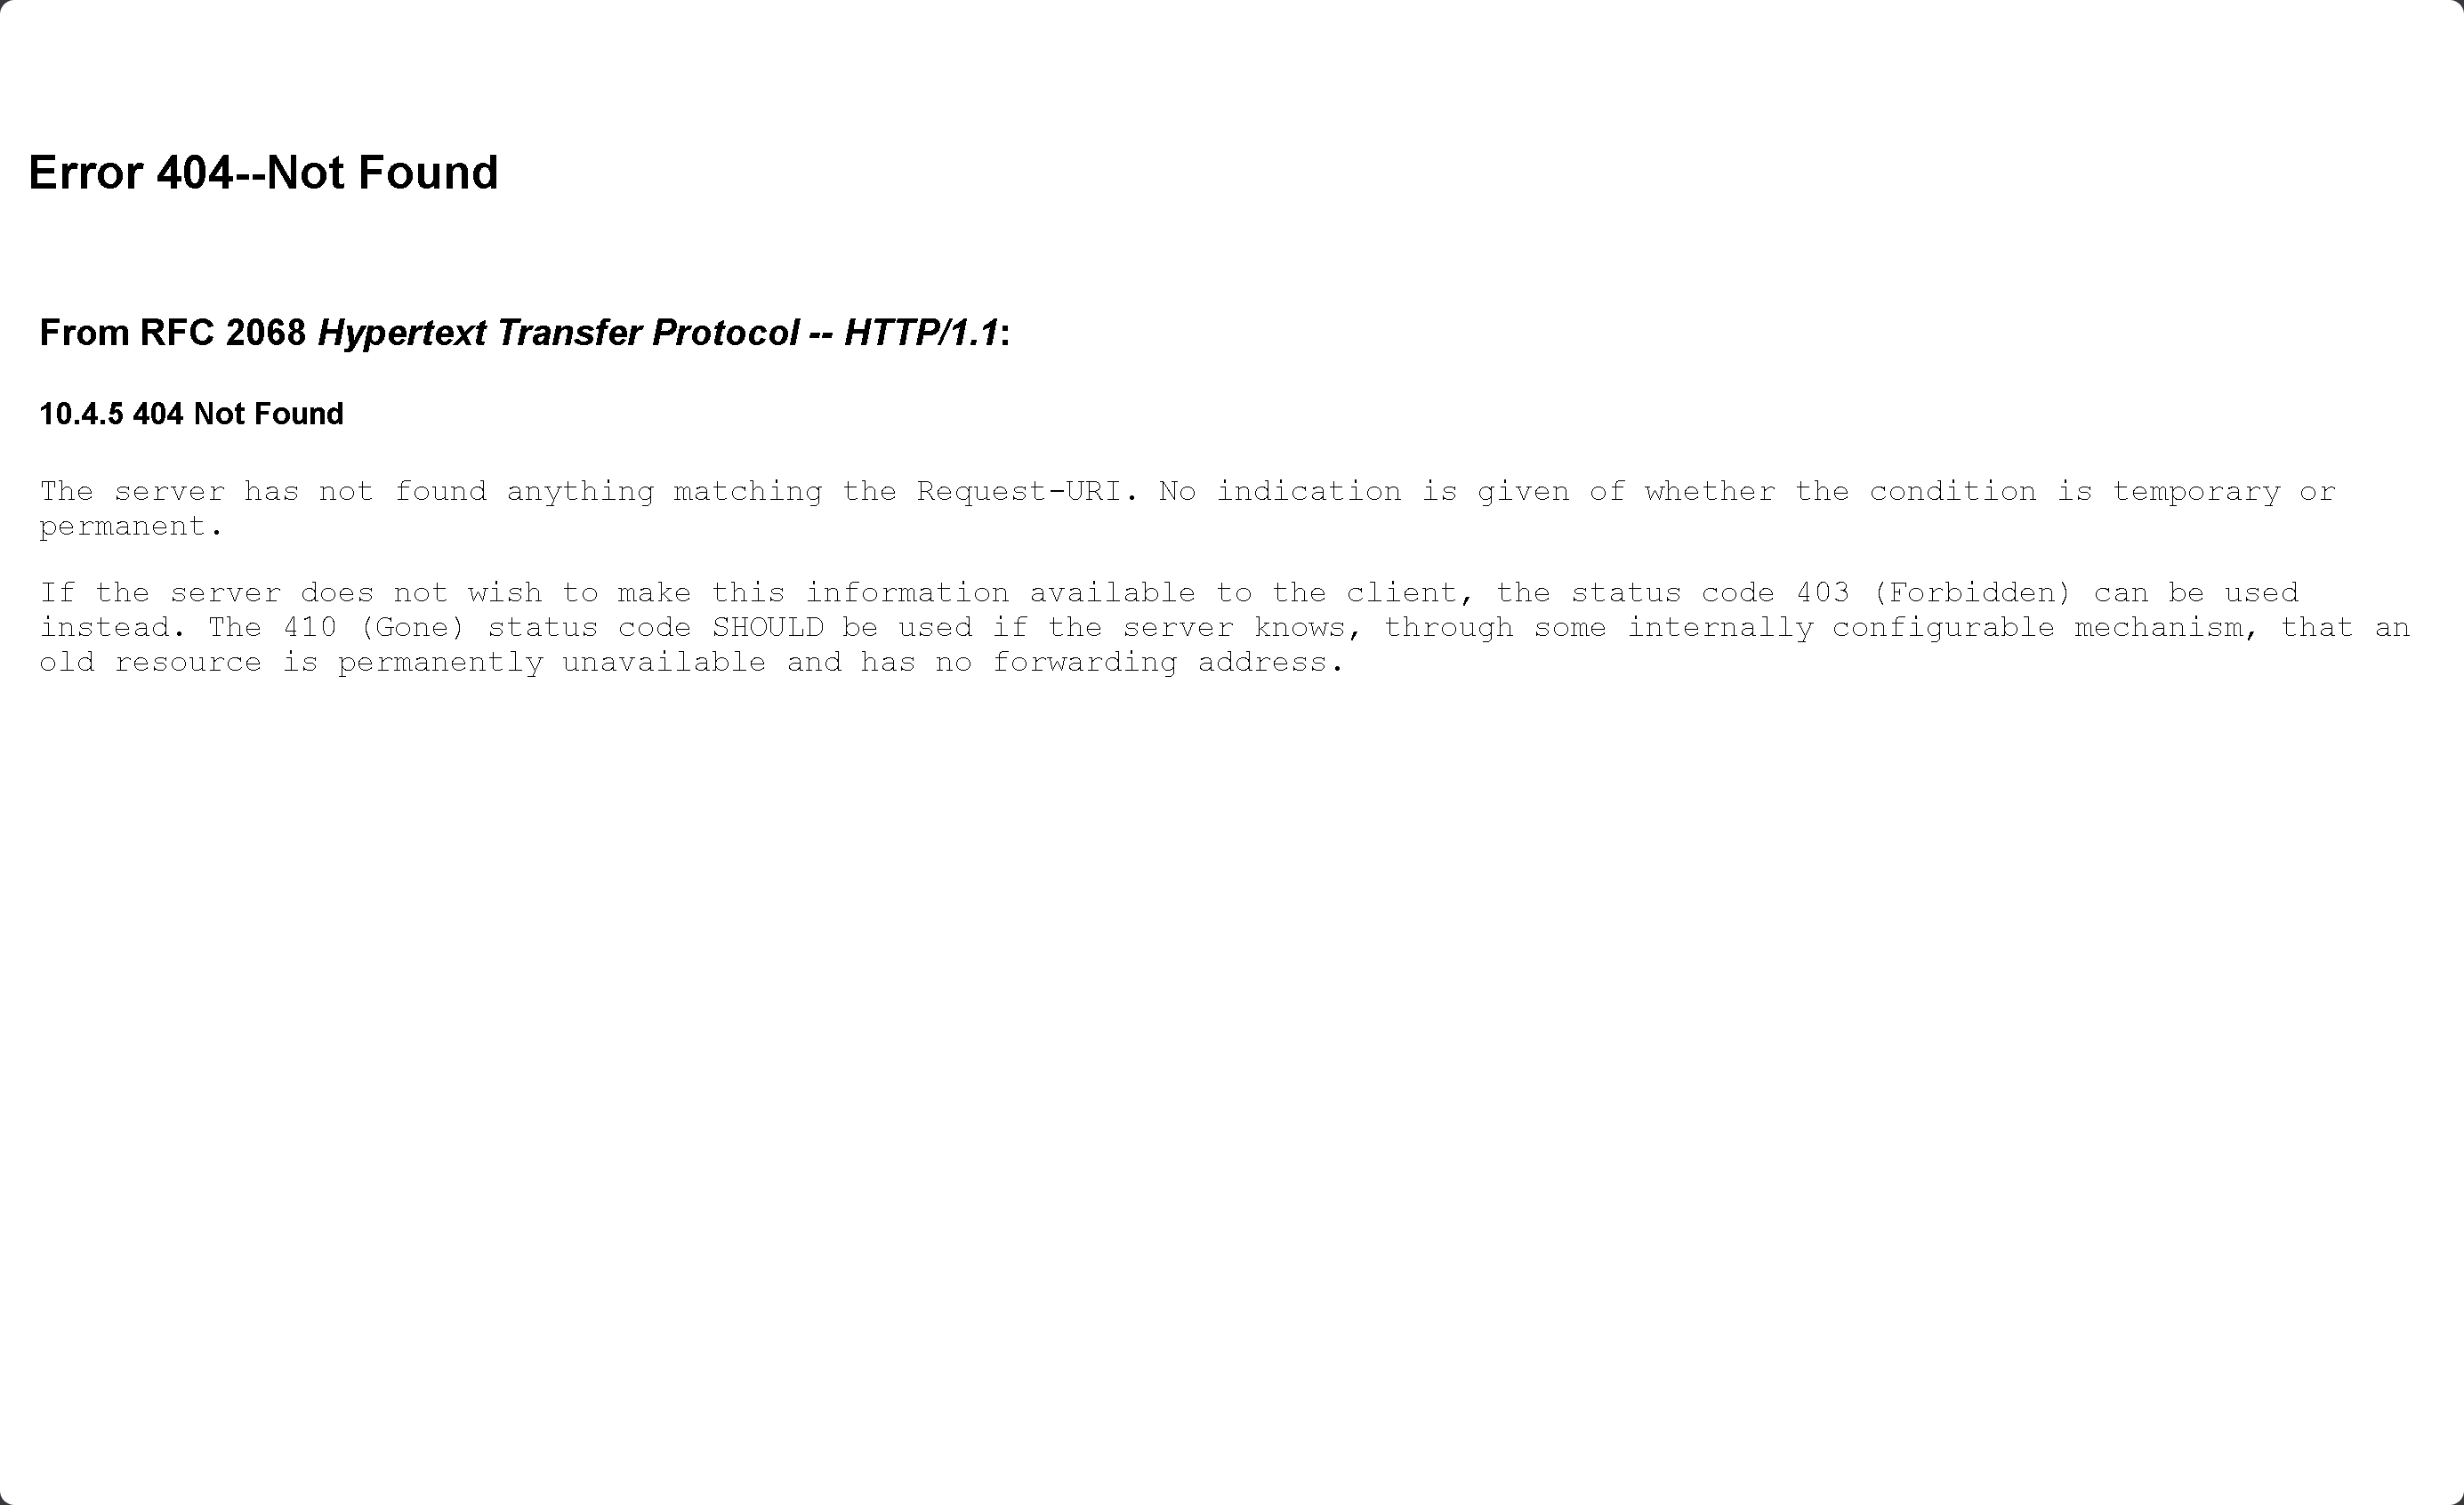 Error 404--Not Found
From RFC 2068 Hypertext Transfer Protocol -- HTTP/1.1:
10.4.5 404 Not Found
The server has not found anything matching the Request-URI. No indication is given of whether the condition is temporary or
permanent.
If the server does not wish to make this information available to the client, the status code 403 (Forbidden) can be used
instead. The 410 (Gone) status code SHOULD be used if the server knows, through some internally configurable mechanism, that an
old resource is permanently unavailable and has no forwarding address.